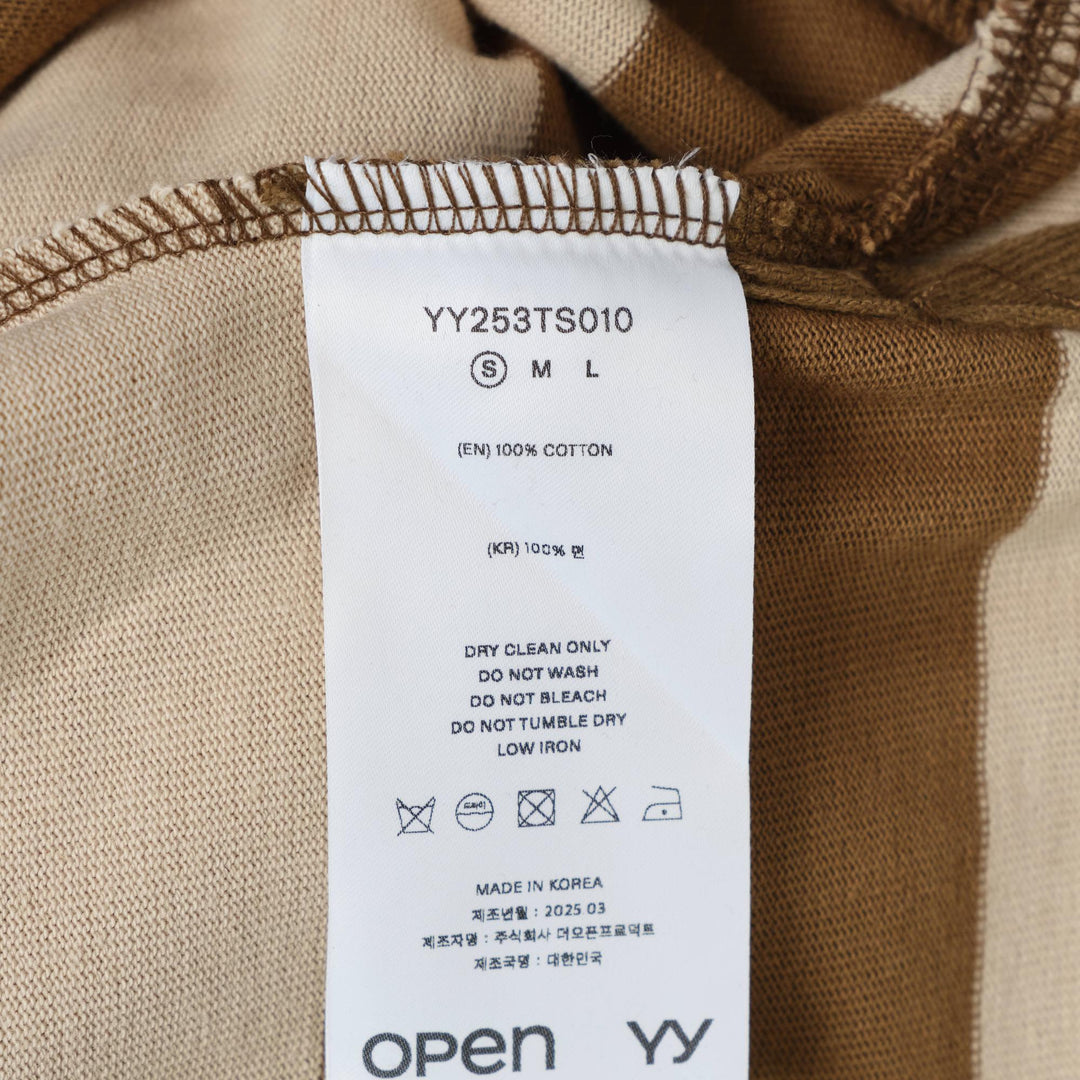 YY253TS010
S M L
(EN) 100% COTTON
(KR) 100% 면
DRY CLEAN ONLY
DO NOT WASH
DO NOT BLEACH
DO NOT TUMBLE DRY
LOW IRON
드라이
MADE IN KOREA
제조년월 : 2025 03
제조자명 : 주식회사 더오픈프로덕트
제조국명 : 대한민국
OPEN YY